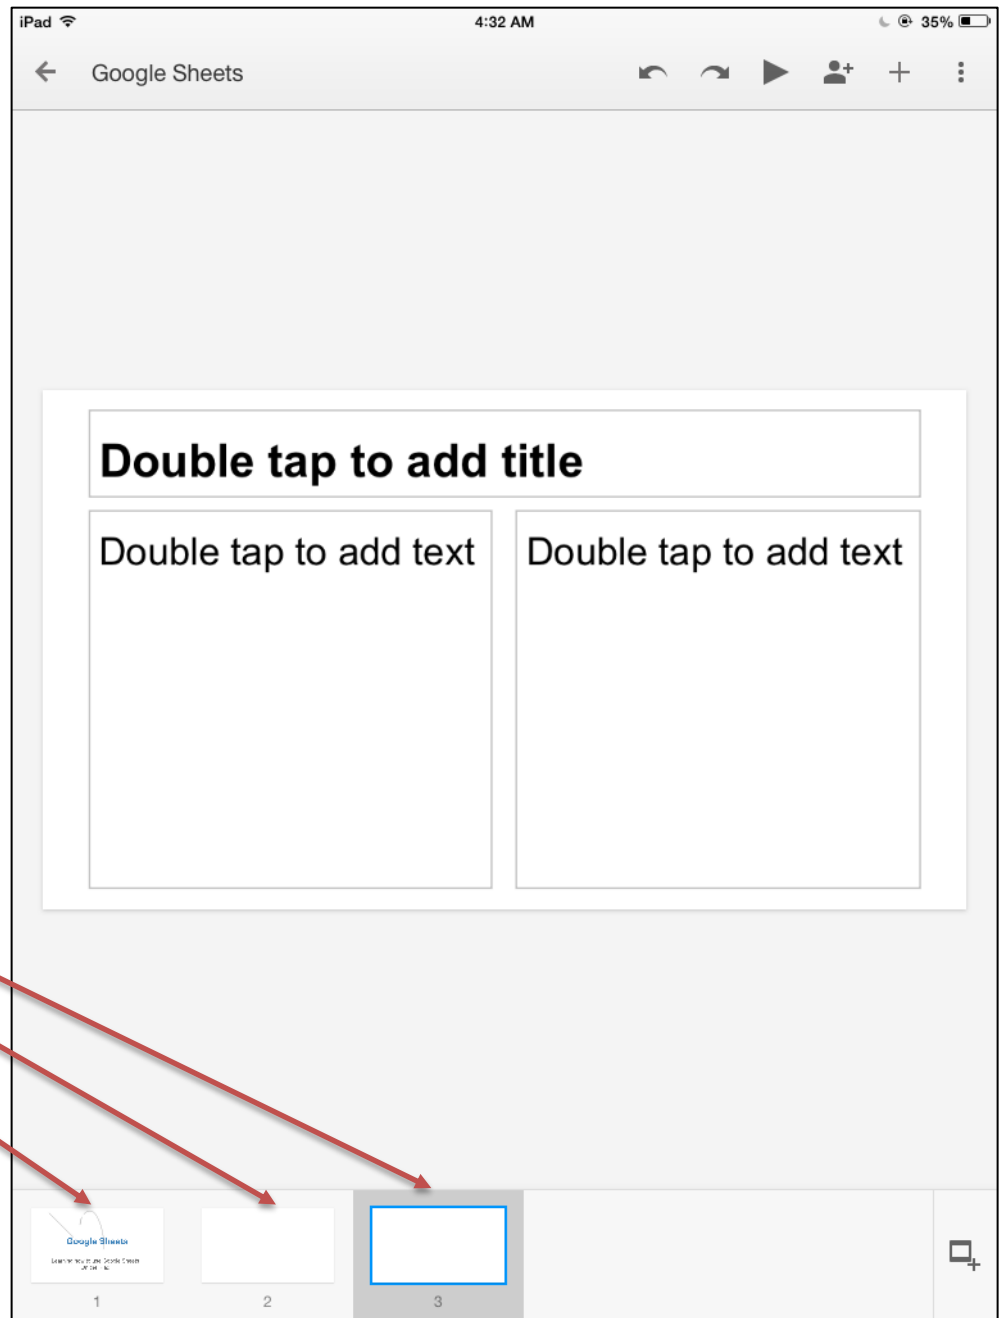 iPad 4:32 AM 35%
Google Sheets
Double tap to add title
Double tap to add text
Double tap to add text
Google Sheets
1 2 3